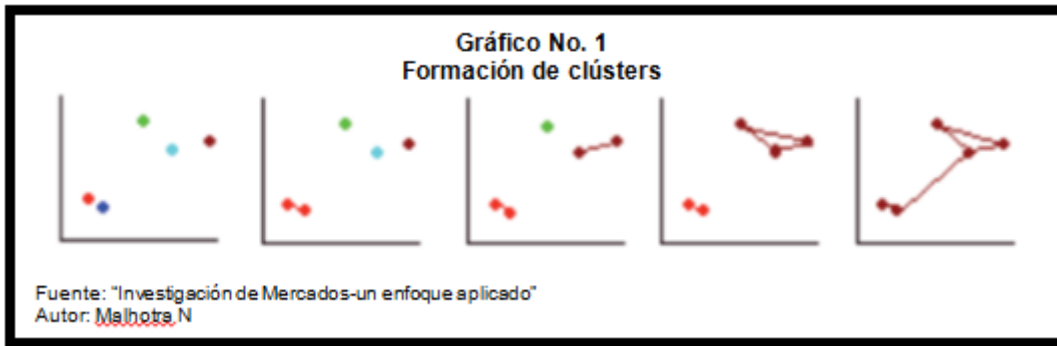 Gráfico No. 1
Formación de clústers
Fuente: "Investigación de Mercados-un enfoque aplicado"
Autor: Malhotra N